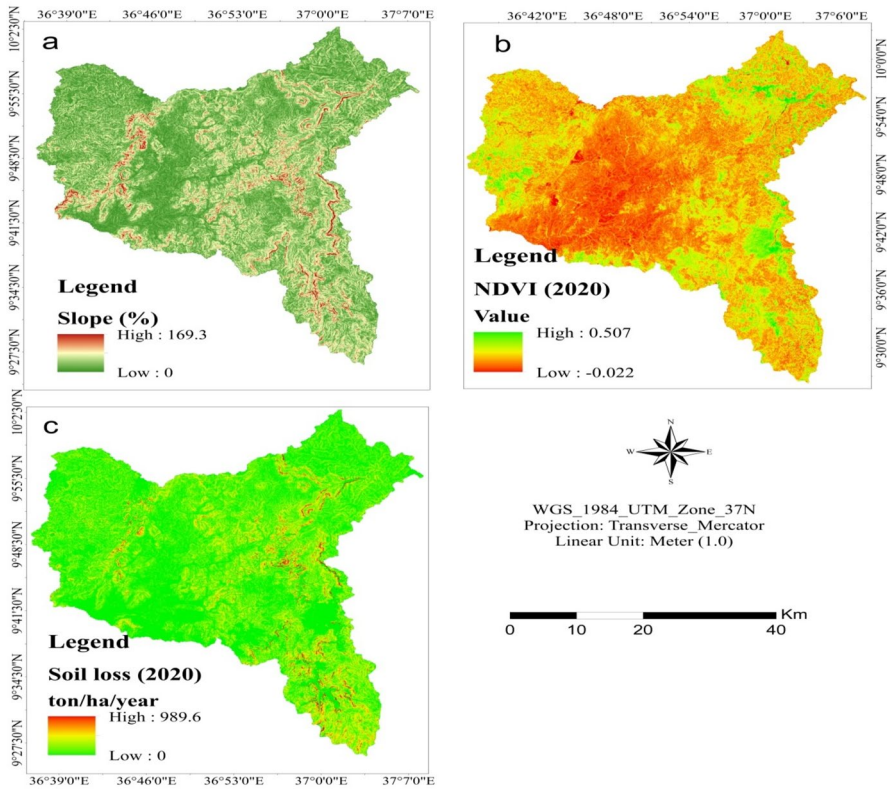 36°39'0"E 36°46'0"E 36°53'0"E 37°0'0"E 37°7'0"E
10°2'30"N
9°55'30"N
9°48'30"N
9°41'30"N
9°34'30"N
9°27'30"N
a
Legend
Slope (%)
High : 169.3
Low : 0
36°42'0"E 36°48'0"E 36°54'0"E 37°0'0"E 37°6'0"E
b
10°0'0"N
9°54'0"N
9°48'0"N
9°42'0"N
9°36'0"N
9°30'0"N
Legend
NDVI (2020)
Value
High : 0.507
Low : -0.022
c
10°2'30"N
9°55'30"N
9°48'30"N
9°41'30"N
9°34'30"N
9°27'30"N
Legend
Soil loss (2020)
ton/ha/year
High : 989.6
Low : 0
36°39'0"E 36°46'0"E 36°53'0"E 37°0'0"E 37°7'0"E
N
W E
S
WGS_1984_UTM_Zone_37N
Projection: Transverse_Mercator
Linear Unit: Meter (1.0)
Km
0 10 20 40